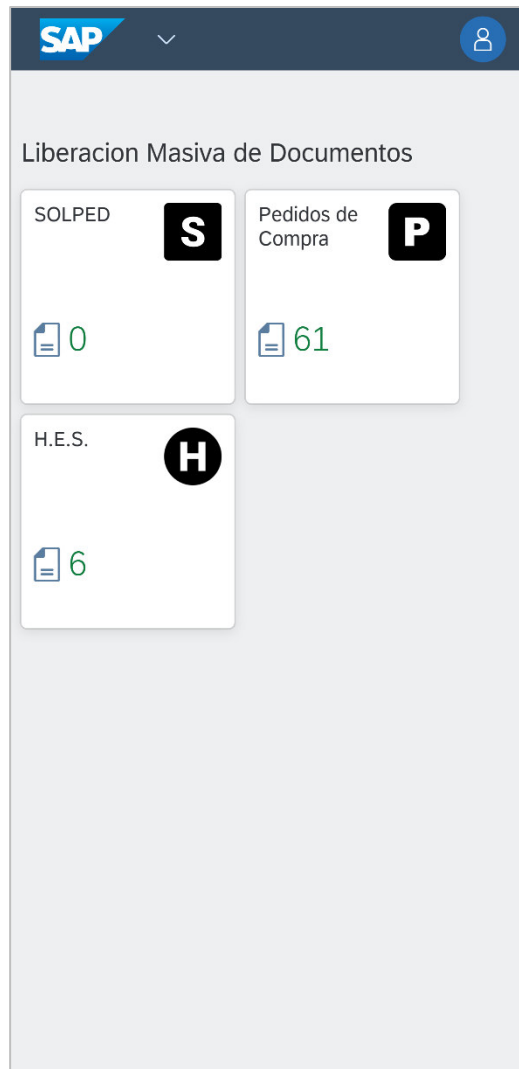 SAP
Liberacion Masiva de Documentos
SOLPED
S
0
Pedidos de
Compra
P
61
H.E.S.
H
6